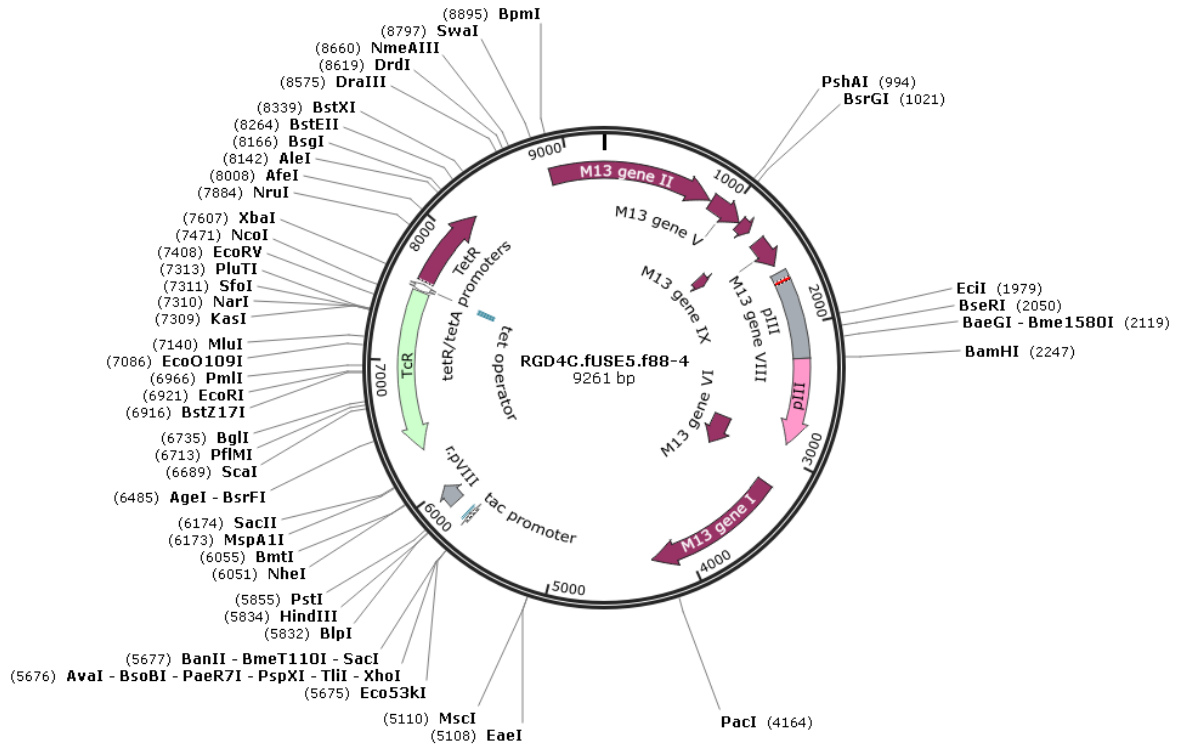 (8895) BpmI
(8797) SwaI
(8660) NmeAIII
(8619) DrdI
(8575) DraIII
(8339) BstXI
(8264) BstEII
(8166) BsgI
(8142) AleI
(8008) AfeI
(7884) NruI
(7607) XbaI
(7471) NcoI
(7408) EcoRV
(7313) PluTI
(7311) SfoI
(7310) NarI
(7309) KasI
(7140) MluI
(7086) EcoO109I
(6966) PmlI
(6921) EcoRI
(6916) BstZ17I
(6735) BglI
(6713) PflMI
(6689) ScaI
(6485) AgeI - BsrFI
(6174) SacII
(6173) MspA1I
(6055) BmtI
(6051) NheI
(5855) PstI
(5834) HindIII
(5832) BlpI
(5677) BanII - BmeT110I - SacI
(5676) AvaI - BsoBI - PaeR7I - PspXI - TliI - XhoI
(5675) Eco53kI
(5110) MscI
(5108) EaeI
PshAI (994)
BsrGI (1021)
EciI (1979)
BseRI (2050)
BaeGI - Bme1580I (2119)
BamHI (2247)
PacI (4164)
1000
2000
3000
4000
5000
6000
7000
8000
9000
M13 gene II
M13 gene V
M13 gene IX
M13 gene VIII
pIII
pIII
M13 gene VI
M13 gene I
tac promoter
r.pVIII
TcR
TetR
tetR/tetA promoters
tet operator
RGD4C.fUSE5.f88-4
9261 bp